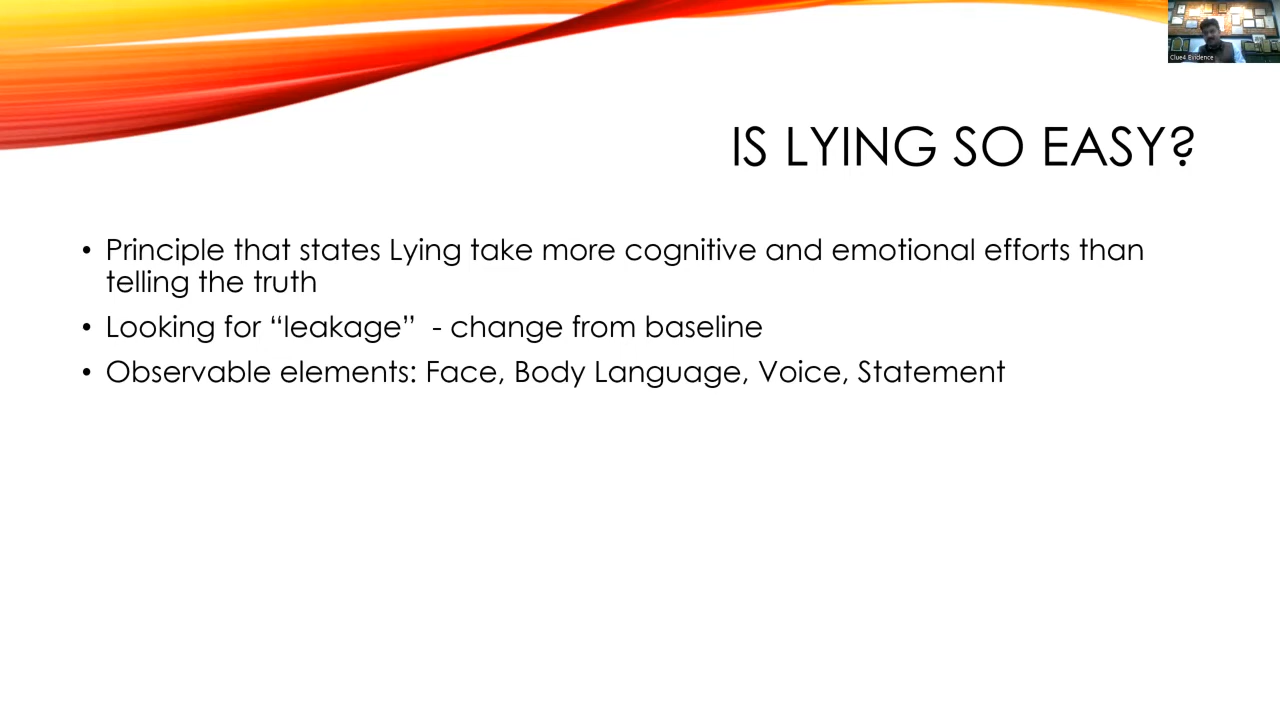 Clue4 Evidence
IS LYING SO EASY?
• Principle that states Lying take more cognitive and emotional efforts than
telling the truth
• Looking for “leakage” - change from baseline
• Observable elements: Face, Body Language, Voice, Statement